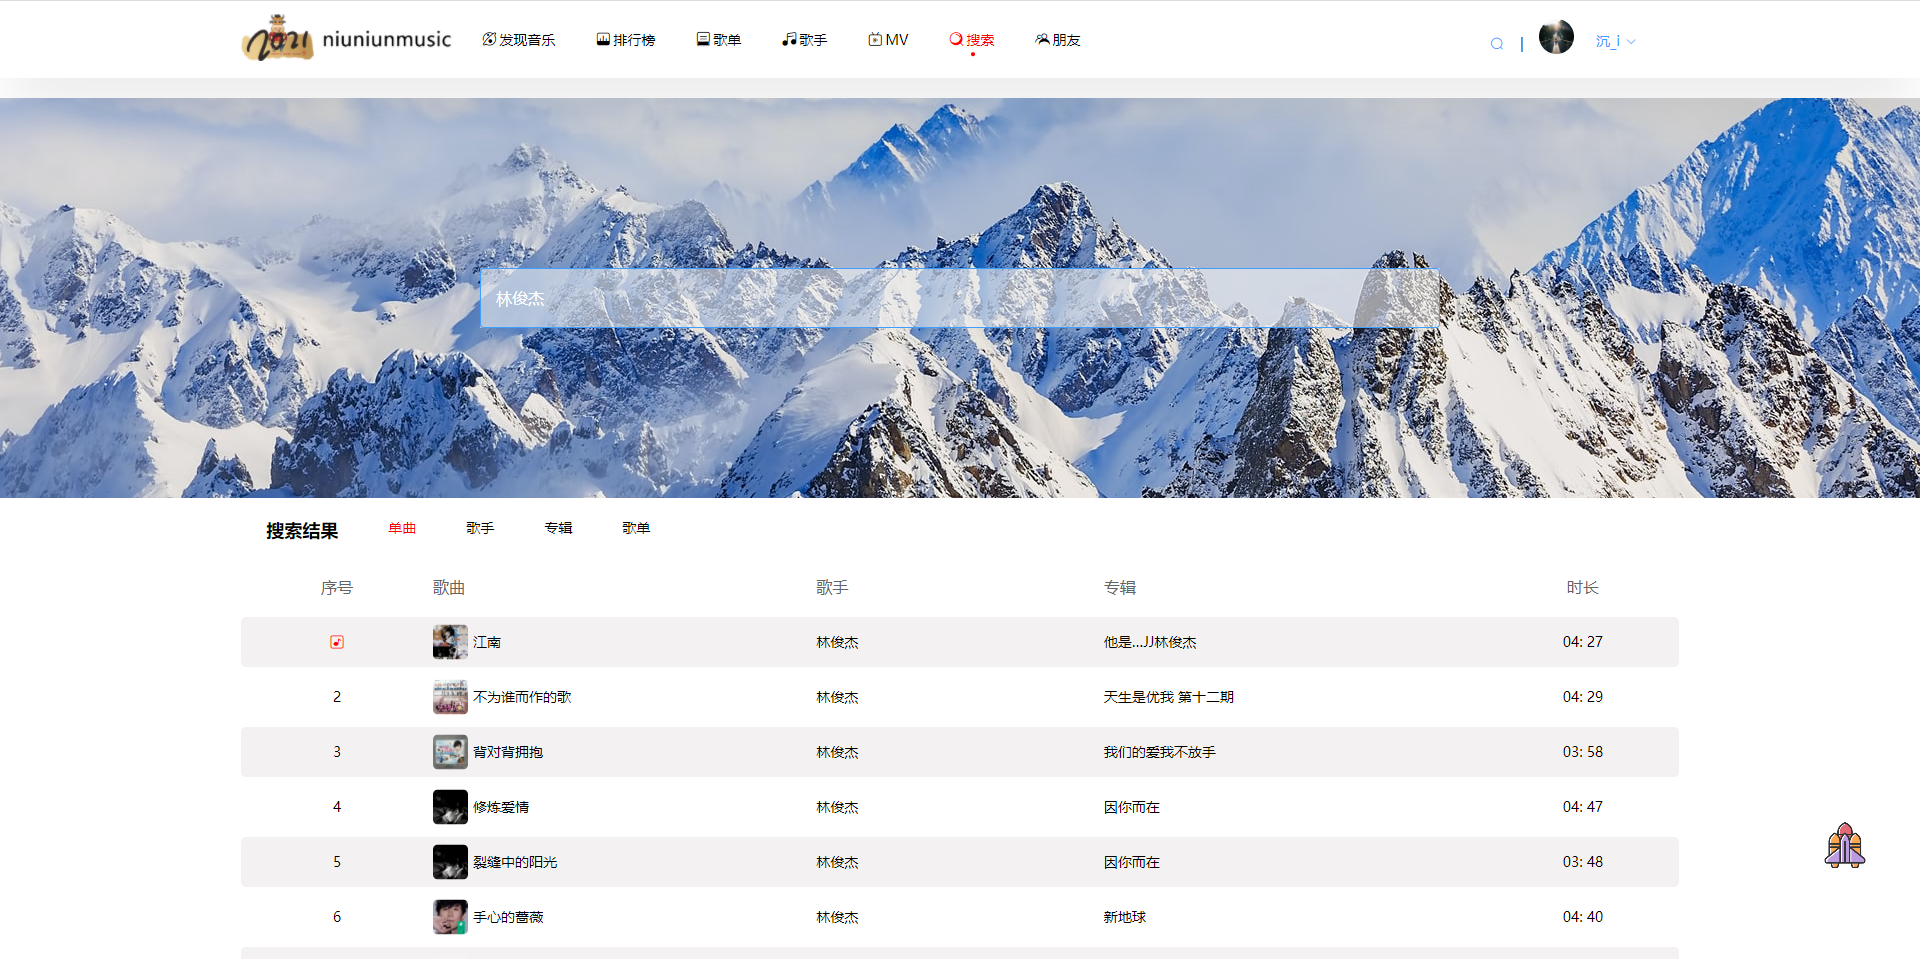 2021 niuniunmusic 发现音乐 排行榜 歌单 歌手 MV 搜索 朋友 | 沉_i
林俊杰
搜索结果 单曲 歌手 专辑 歌单
序号 歌曲 歌手 专辑 时长
江南 林俊杰 他是...JJ林俊杰 04: 27
2 不为谁而作的歌 林俊杰 天生是优我 第十二期 04: 29
3 背对背拥抱 林俊杰 我们的爱我不放手 03: 58
4 修炼爱情 林俊杰 因你而在 04: 47
5 裂缝中的阳光 林俊杰 因你而在 03: 48
6 手心的蔷薇 林俊杰 新地球 04: 40